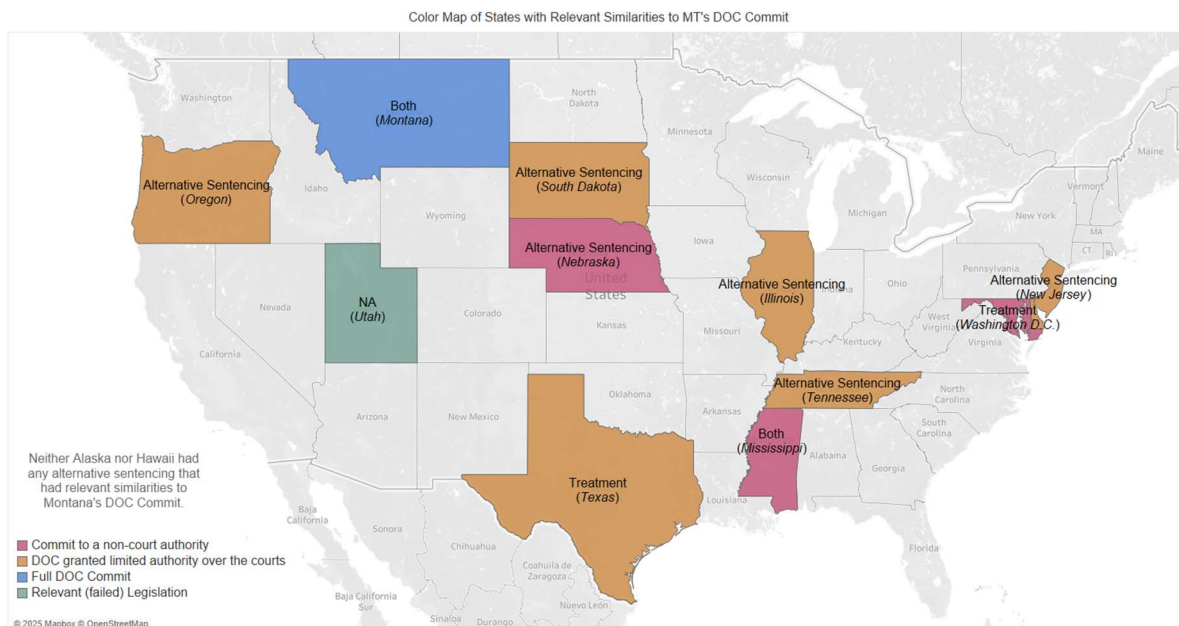 Color Map of States with Relevant Similarities to MT's DOC Commit
Washington
Both
(Montana)
North
Dakota
Minnesota
Maine
Alternative Sentencing
(Oregon)
Idaho
Alternative Sentencing
(South Dakota)
Wisconsin
Michigan
Vermont
New York
MA
CT
RI
Wyoming
Iowa
Alternative Sentencing
(Nebraska)
United
States
Pennsylvania
Alternative Sentencing
(New Jersey)
Alternative Sentencing
(Illinois)
Indiana
Ohio
NA
(Utah)
Nevada
Colorado
Kansas
Missouri
West
Virginia
Treatment
(Washington D.C.)
Virginia
Kentucky
California
Alternative Sentencing
(Tennessee)
North
Carolina
Arizona
New Mexico
Oklahoma
Arkansas
South
Carolina
Both
(Mississippi)
Alabama
Georgia
Treatment
(Texas)
Louisiana
Florida
Neither Alaska nor Hawaii had
any alternative sentencing that
had relevant similarities to
Montana's DOC Commit.
Baja
California
Sonora
Chihuahua
Coahuila de
Zaragoza
Nuevo León
Baja California
Sur
Sinaloa
Durango
Commit to a non-court authority
DOC granted limited authority over the courts
Full DOC Commit
Relevant (failed) Legislation
© 2025 Mapbox © OpenStreetMap